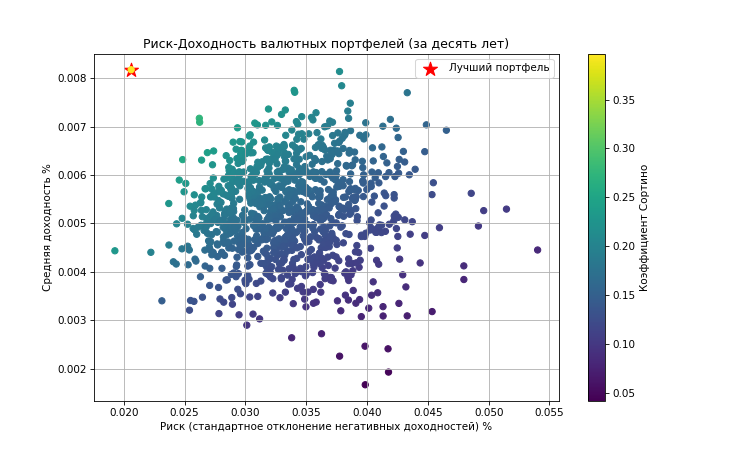 Риск-Доходность валютных портфелей (за десять лет)
Лучший портфель
0.008
0.007
0.006
0.005
0.004
0.003
0.002
Средняя доходность %
0.020 0.025 0.030 0.035 0.040 0.045 0.050 0.055
Риск (стандартное отклонение негативных доходностей) %
0.35
0.30
0.25
0.20
0.15
0.10
0.05
Коэффициент Сортино